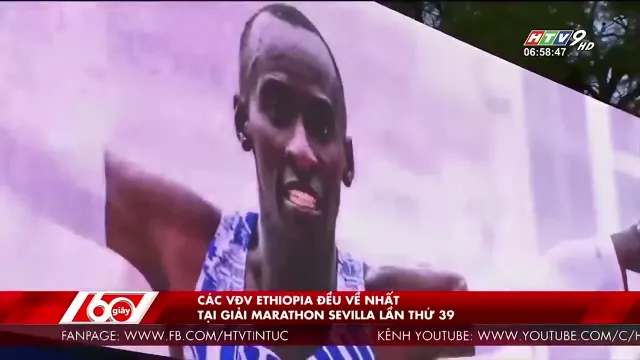 HTV9 HD
06:58:47
60 giây
CÁC VĐV ETHIOPIA ĐỀU VỀ NHẤT
TẠI GIẢI MARATHON SEVILLA LẦN THỨ 39
FANPAGE: WWW.FB.COM/HTVTINTUC KÊNH YOUTUBE: WWW.YOUTUBE.COM/C/H